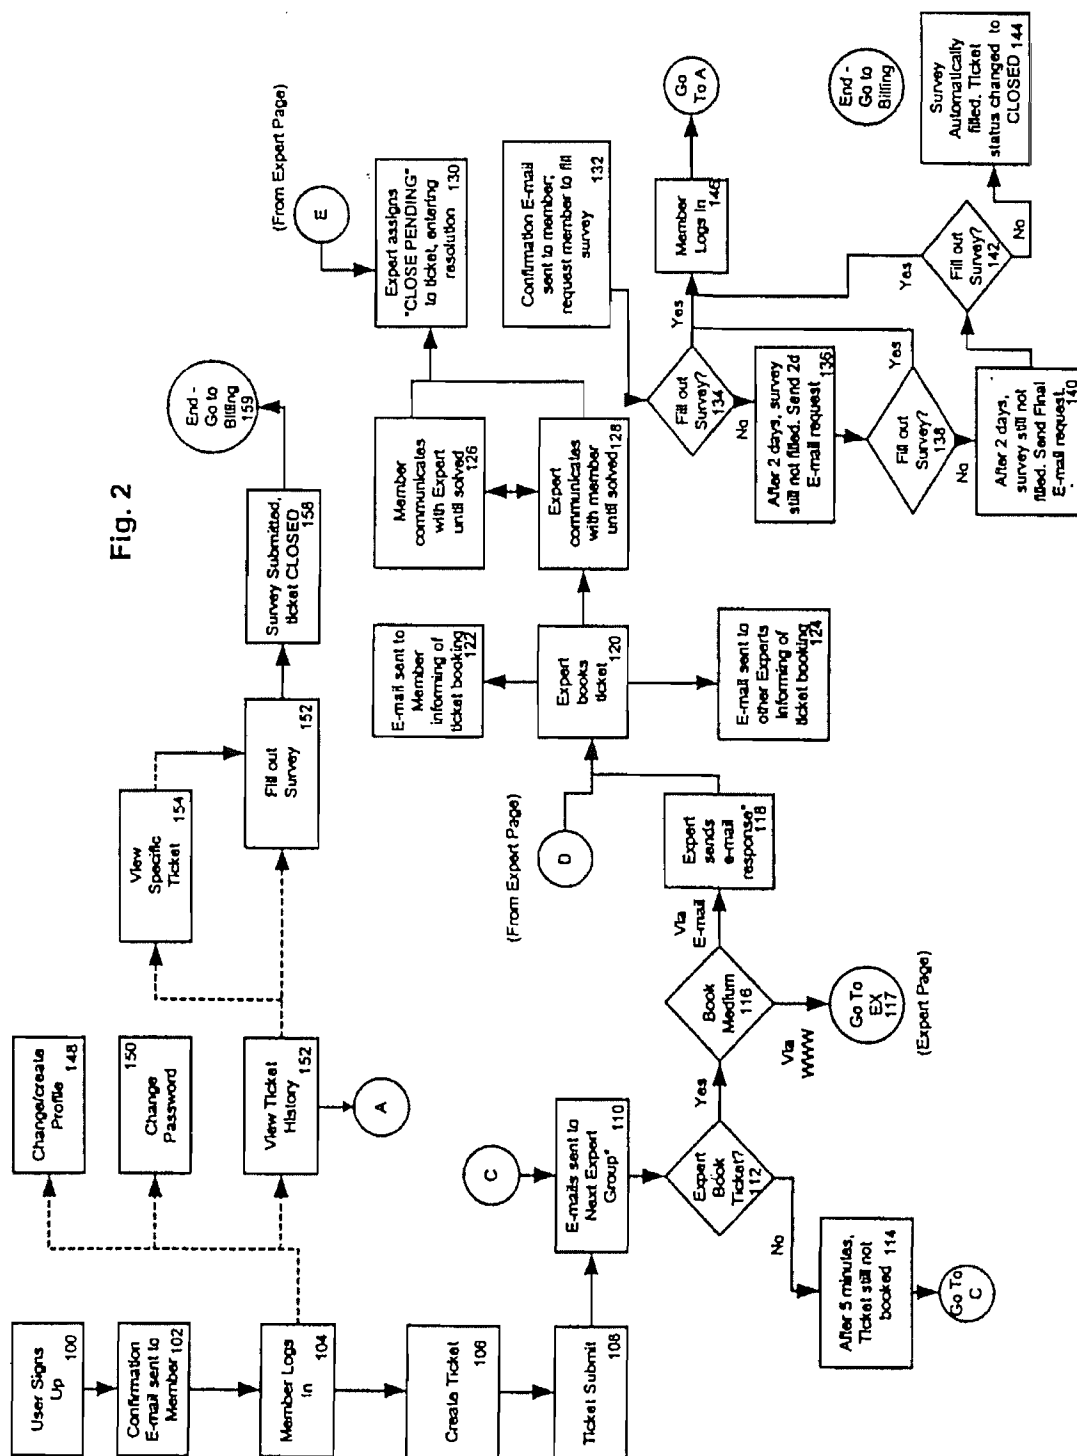 Fig. 2
User Signs
Up 100
Confirmation
E-mail sent to
Member 102
Member Logs
In 104
Create Ticket
106
Ticket Submit
108
Change/create
Profile 148
150
Change
Password
View Ticket
History 152
A
View
Specific
Ticket 154
Fill out
Survey 152
Survey Submitted,
ticket CLOSED
158
End -
Go to
Billing
159
C
E-mails sent to
Next Expert
Group" 110
Expert
Book
Ticket?
112
No
Yes
After 5 minutes,
Ticket still not
booked 114
Go To
C
Book
Medium
116
Via
WWW
Via
E-mail
Go To
EX
117
(Expert Page)
Expert
sends
e-mail
response"
118
(From Expert Page)
D
E-mail sent to
Member
informing of
ticket booking
122
Expert
books
ticket 120
E-mail sent to
other Experts
informing of
ticket booking
124
Member
communicates
with Expert
until solved
126
Expert
communicates
with member
until solved 128
(From Expert Page)
E
Expert assigns
"CLOSE PENDING"
to ticket, entering
resolution 130
Confirmation E-mail
sent to member;
request member to fill
survey 132
Fill out
Survey?
134
Yes
No
Member
Logs In
146
Go
To A
After 2 days, survey
still not filled. Send 2d
E-mail request 136
Fill out
Survey?
138
Yes
No
After 2 days,
survey still not
filled. Send Final
E-mail request.
140
Fill out
Survey?
142
Yes
No
Survey
Automatically
filled. Ticket
status changed to
CLOSED 144
End -
Go to
Billing